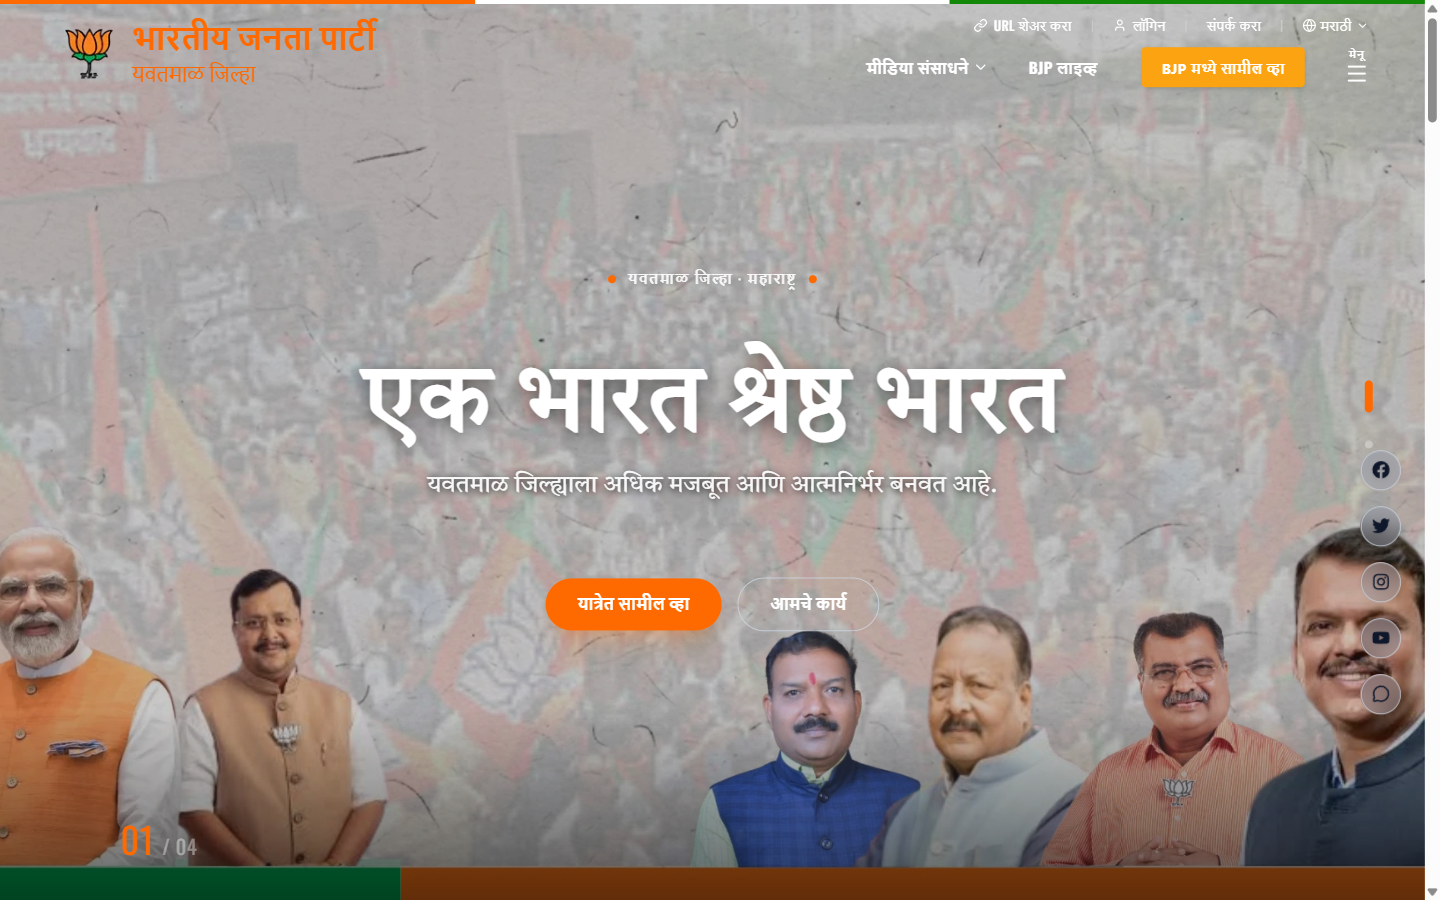 भारतीय जनता पार्टी
यवतमाळ जिल्हा
URL शेअर करा
लॉगिन
संपर्क करा
मराठी
मीडिया संसाधने
BJP लाइव्ह
BJP मध्ये सामील व्हा
मेनू
यवतमाळ जिल्हा · महाराष्ट्र
एक भारत श्रेष्ठ भारत
यवतमाळ जिल्ह्याला अधिक मजबूत आणि आत्मनिर्भर बनवत आहे.
यात्रेत सामील व्हा
आमचे कार्य
01 / 04